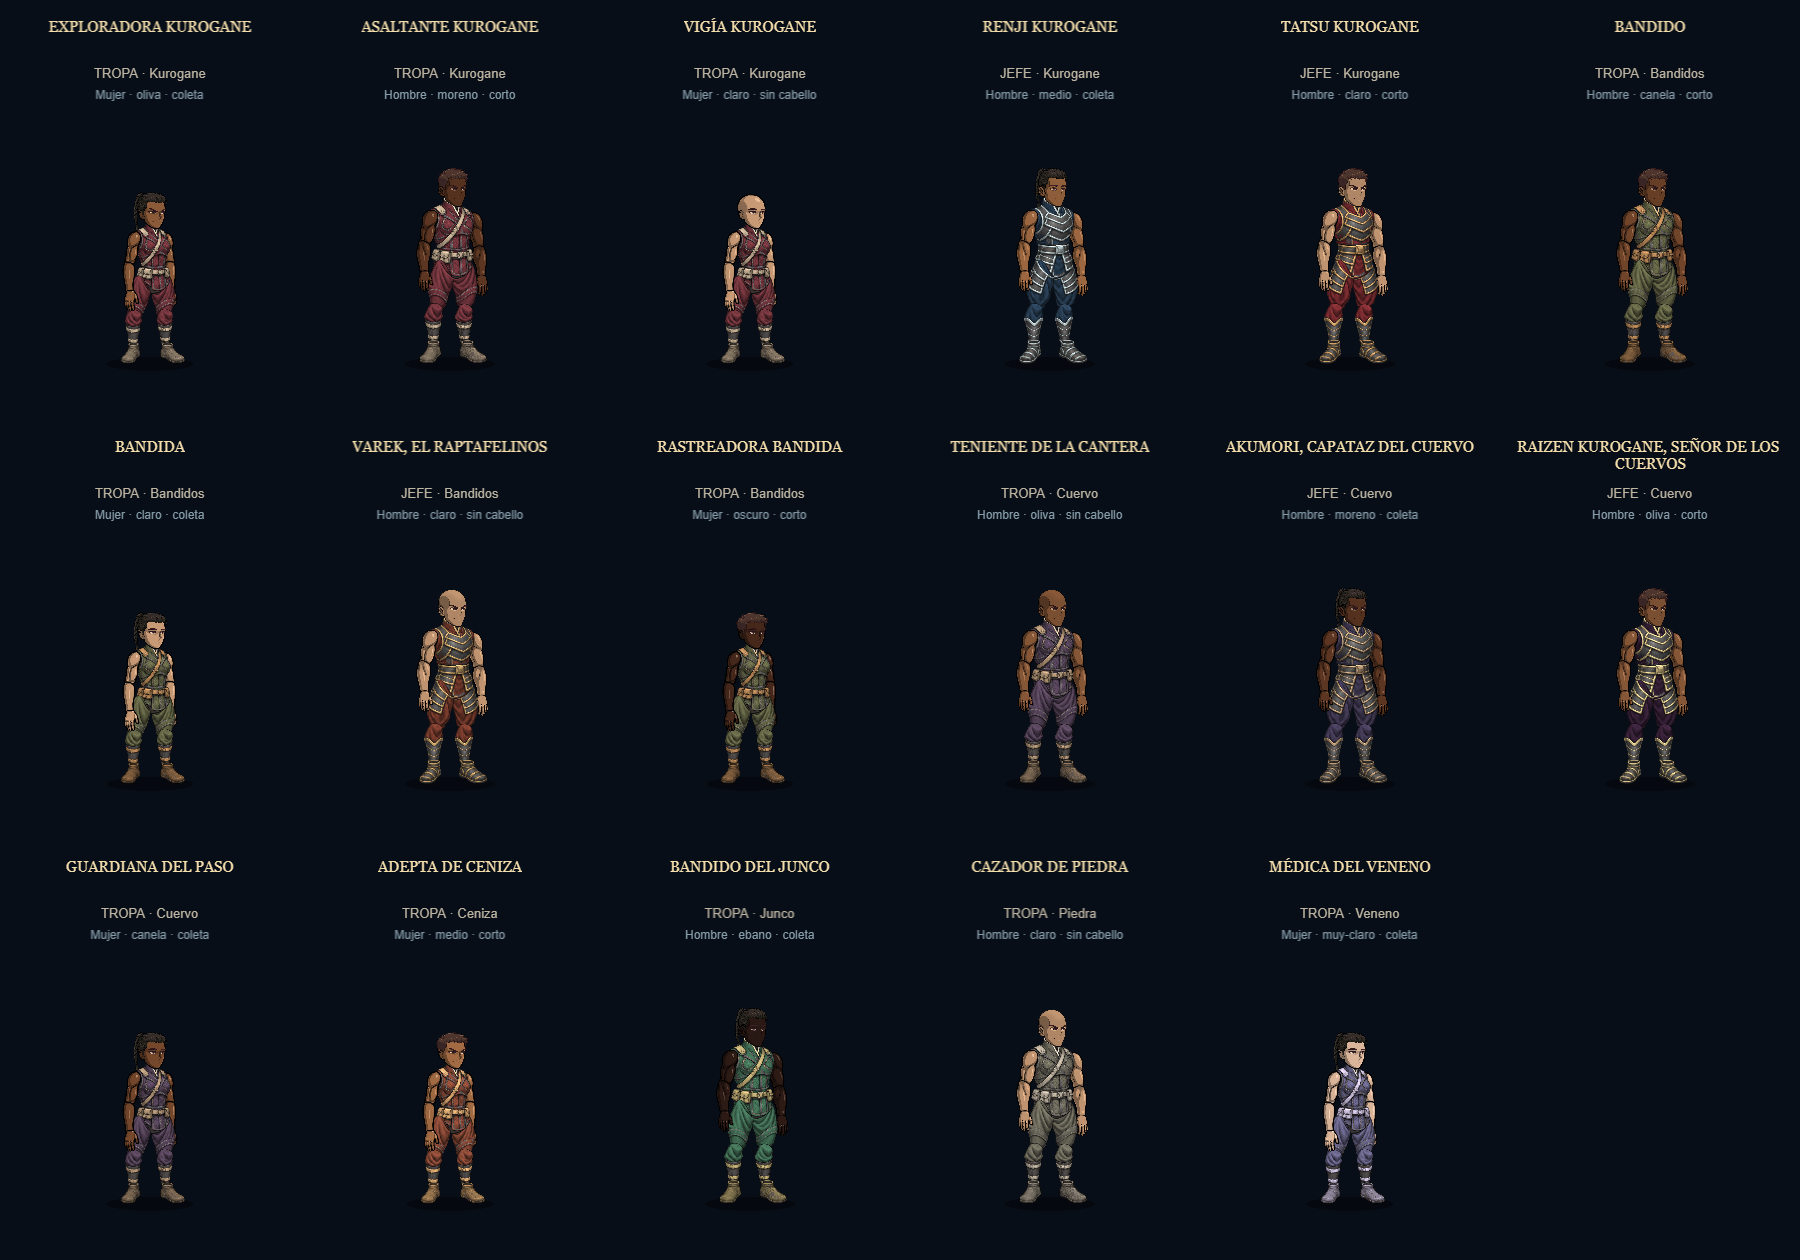 EXPLORADORA KUROGANE
TROPA · Kurogane
Mujer · oliva · coleta
ASALTANTE KUROGANE
TROPA · Kurogane
Hombre · moreno · corto
VIGÍA KUROGANE
TROPA · Kurogane
Mujer · claro · sin cabello
RENJI KUROGANE
JEFE · Kurogane
Hombre · medio · coleta
TATSU KUROGANE
JEFE · Kurogane
Hombre · claro · corto
BANDIDO
TROPA · Bandidos
Hombre · canela · corto
BANDIDA
TROPA · Bandidos
Mujer · claro · coleta
VAREK, EL RAPTAFELINOS
JEFE · Bandidos
Hombre · claro · sin cabello
RASTREADORA BANDIDA
TROPA · Bandidos
Mujer · oscuro · corto
TENIENTE DE LA CANTERA
TROPA · Cuervo
Hombre · oliva · sin cabello
AKUMORI, CAPATAZ DEL CUERVO
JEFE · Cuervo
Hombre · moreno · coleta
RAIZEN KUROGANE, SEÑOR DE LOS
CUERVOS
JEFE · Cuervo
Hombre · oliva · corto
GUARDIANA DEL PASO
TROPA · Cuervo
Mujer · canela · coleta
ADEPTA DE CENIZA
TROPA · Ceniza
Mujer · medio · corto
BANDIDO DEL JUNCO
TROPA · Junco
Hombre · ebano · coleta
CAZADOR DE PIEDRA
TROPA · Piedra
Hombre · claro · sin cabello
MÉDICA DEL VENENO
TROPA · Veneno
Mujer · muy-claro · coleta